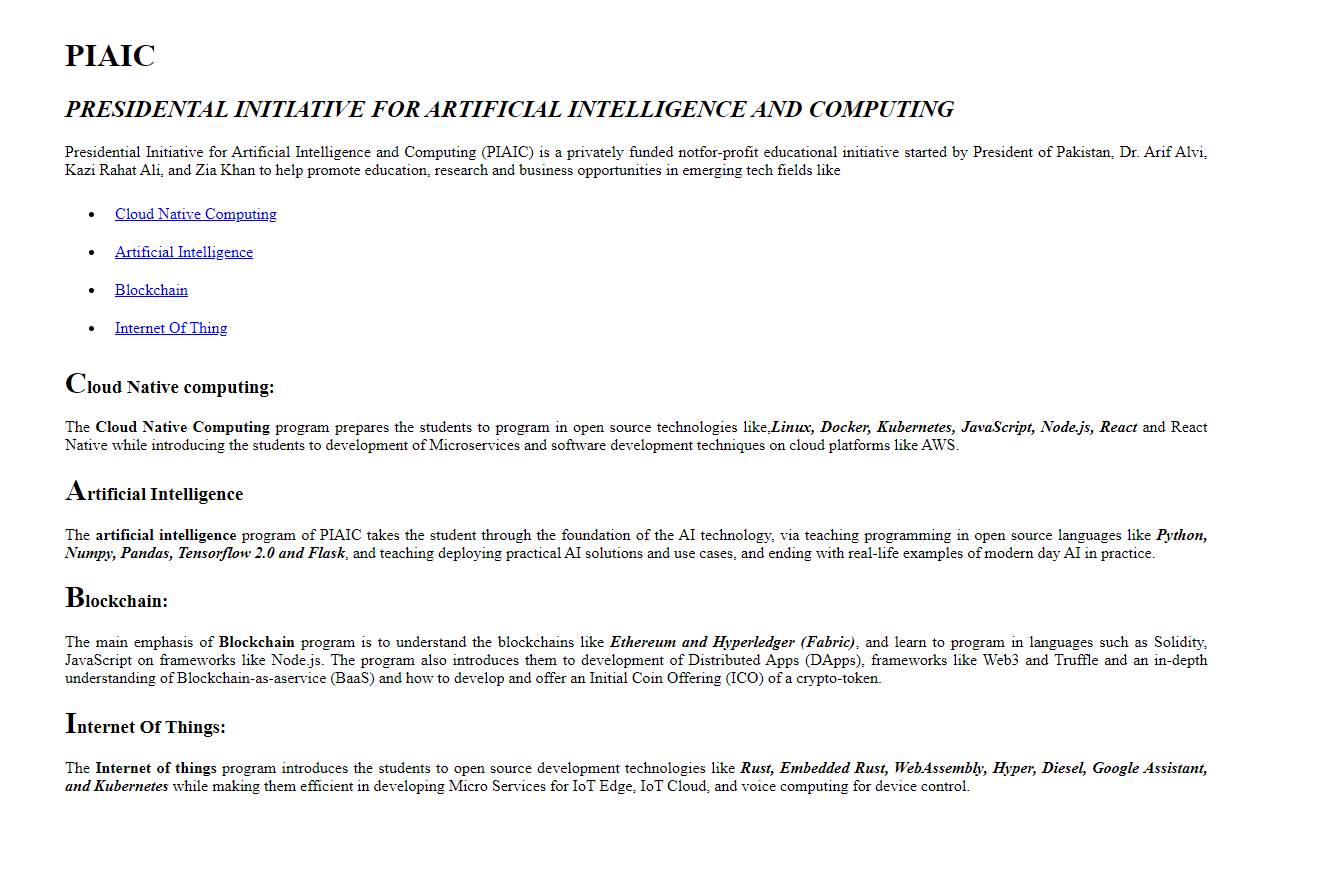 PIAIC
PRESIDENTAL INITIATIVE FOR ARTIFICIAL INTELLIGENCE AND COMPUTING
Presidential Initiative for Artificial Intelligence and Computing (PIAIC) is a privately funded notfor-profit educational initiative started by President of Pakistan, Dr. Arif Alvi,
Kazi Rahat Ali, and Zia Khan to help promote education, research and business opportunities in emerging tech fields like
• Cloud Native Computing
• Artificial Intelligence
• Blockchain
• Internet Of Thing
Cloud Native computing:
The Cloud Native Computing program prepares the students to program in open source technologies like,Linux, Docker, Kubernetes, JavaScript, Node.js, React and React
Native while introducing the students to development of Microservices and software development techniques on cloud platforms like AWS.
Artificial Intelligence
The artificial intelligence program of PIAIC takes the student through the foundation of the AI technology, via teaching programming in open source languages like Python,
Numpy, Pandas, Tensorflow 2.0 and Flask, and teaching deploying practical AI solutions and use cases, and ending with real-life examples of modern day AI in practice.
Blockchain:
The main emphasis of Blockchain program is to understand the blockchains like Ethereum and Hyperledger (Fabric), and learn to program in languages such as Solidity,
JavaScript on frameworks like Node.js. The program also introduces them to development of Distributed Apps (DApps), frameworks like Web3 and Truffle and an in-depth
understanding of Blockchain-as-aservice (BaaS) and how to develop and offer an Initial Coin Offering (ICO) of a crypto-token.
Internet Of Things:
The Internet of things program introduces the students to open source development technologies like Rust, Embedded Rust, WebAssembly, Hyper, Diesel, Google Assistant,
and Kubernetes while making them efficient in developing Micro Services for IoT Edge, IoT Cloud, and voice computing for device control.